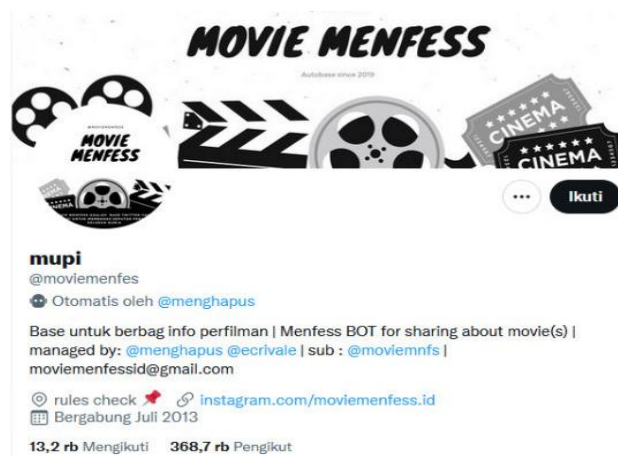 MOVIE MENFESS
Autobase since 2019
@MOVIEMENFESS
MOVIE
MENFESS
CINEMA
CINEMA
CINEMA
Ikuti
mupi
@moviemenfes
Otomatis oleh @menghapus
Base untuk berbag info perfilman | Menfess BOT for sharing about movie(s) |
managed by: @menghapus @ecrivale | sub : @moviemnfs |
moviemenfessid@gmail.com
rules check 📌 instagram.com/moviemenfess.id
Bergabung Juli 2013
13,2 rb Mengikuti 368,7 rb Pengikut